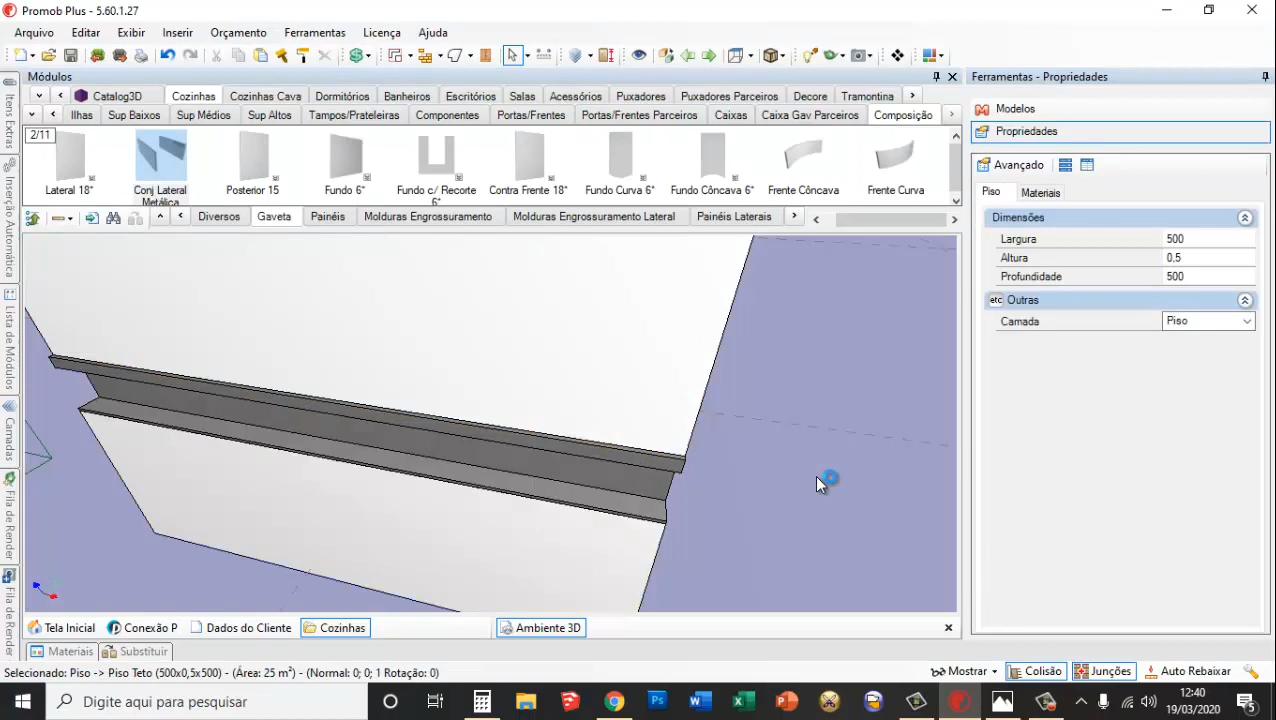 Promob Plus - 5.60.1.27
Arquivo Editar Exibir Inserir Orçamento Ferramentas Licença Ajuda
Módulos
Catalog3D Cozinhas Cozinhas Cava Dormitórios Banheiros Escritórios Salas Acessórios Puxadores Puxadores Parceiros Decore Tramontina
Ilhas Sup Baixos Sup Médios Sup Altos Tampos/Prateleiras Componentes Portas/Frentes Portas/Frentes Parceiros Caixas Caixa Gav Parceiros Composição
2/11
Lateral 18* Conj Lateral Metálica Posterior 15 Fundo 6* Fundo c/ Recorte 6* Contra Frente 18* Fundo Curva 6* Fundo Côncava 6* Frente Côncava Frente Curva
Diversos Gaveta Painéis Molduras Engrossuramento Molduras Engrossuramento Lateral Painéis Laterais
Itens Extras
Inserção Automática
Lista de Módulos
Camadas
Fila de Render
Fila de Render
Ferramentas - Propriedades
Modelos
Propriedades
Avançado
Piso Materiais
Dimensões
Largura 500
Altura 0,5
Profundidade 500
etc Outras
Camada Piso
Tela Inicial Conexão P Dados do Cliente Cozinhas Ambiente 3D
Materiais Substituir
Selecionado: Piso -> Piso Teto (500x0,5x500) - (Área: 25 m²) - (Normal: 0; 0; 1 Rotação: 0)
Mostrar Colisão Junções Auto Rebaixar
Digite aqui para pesquisar
12:40
19/03/2020
5